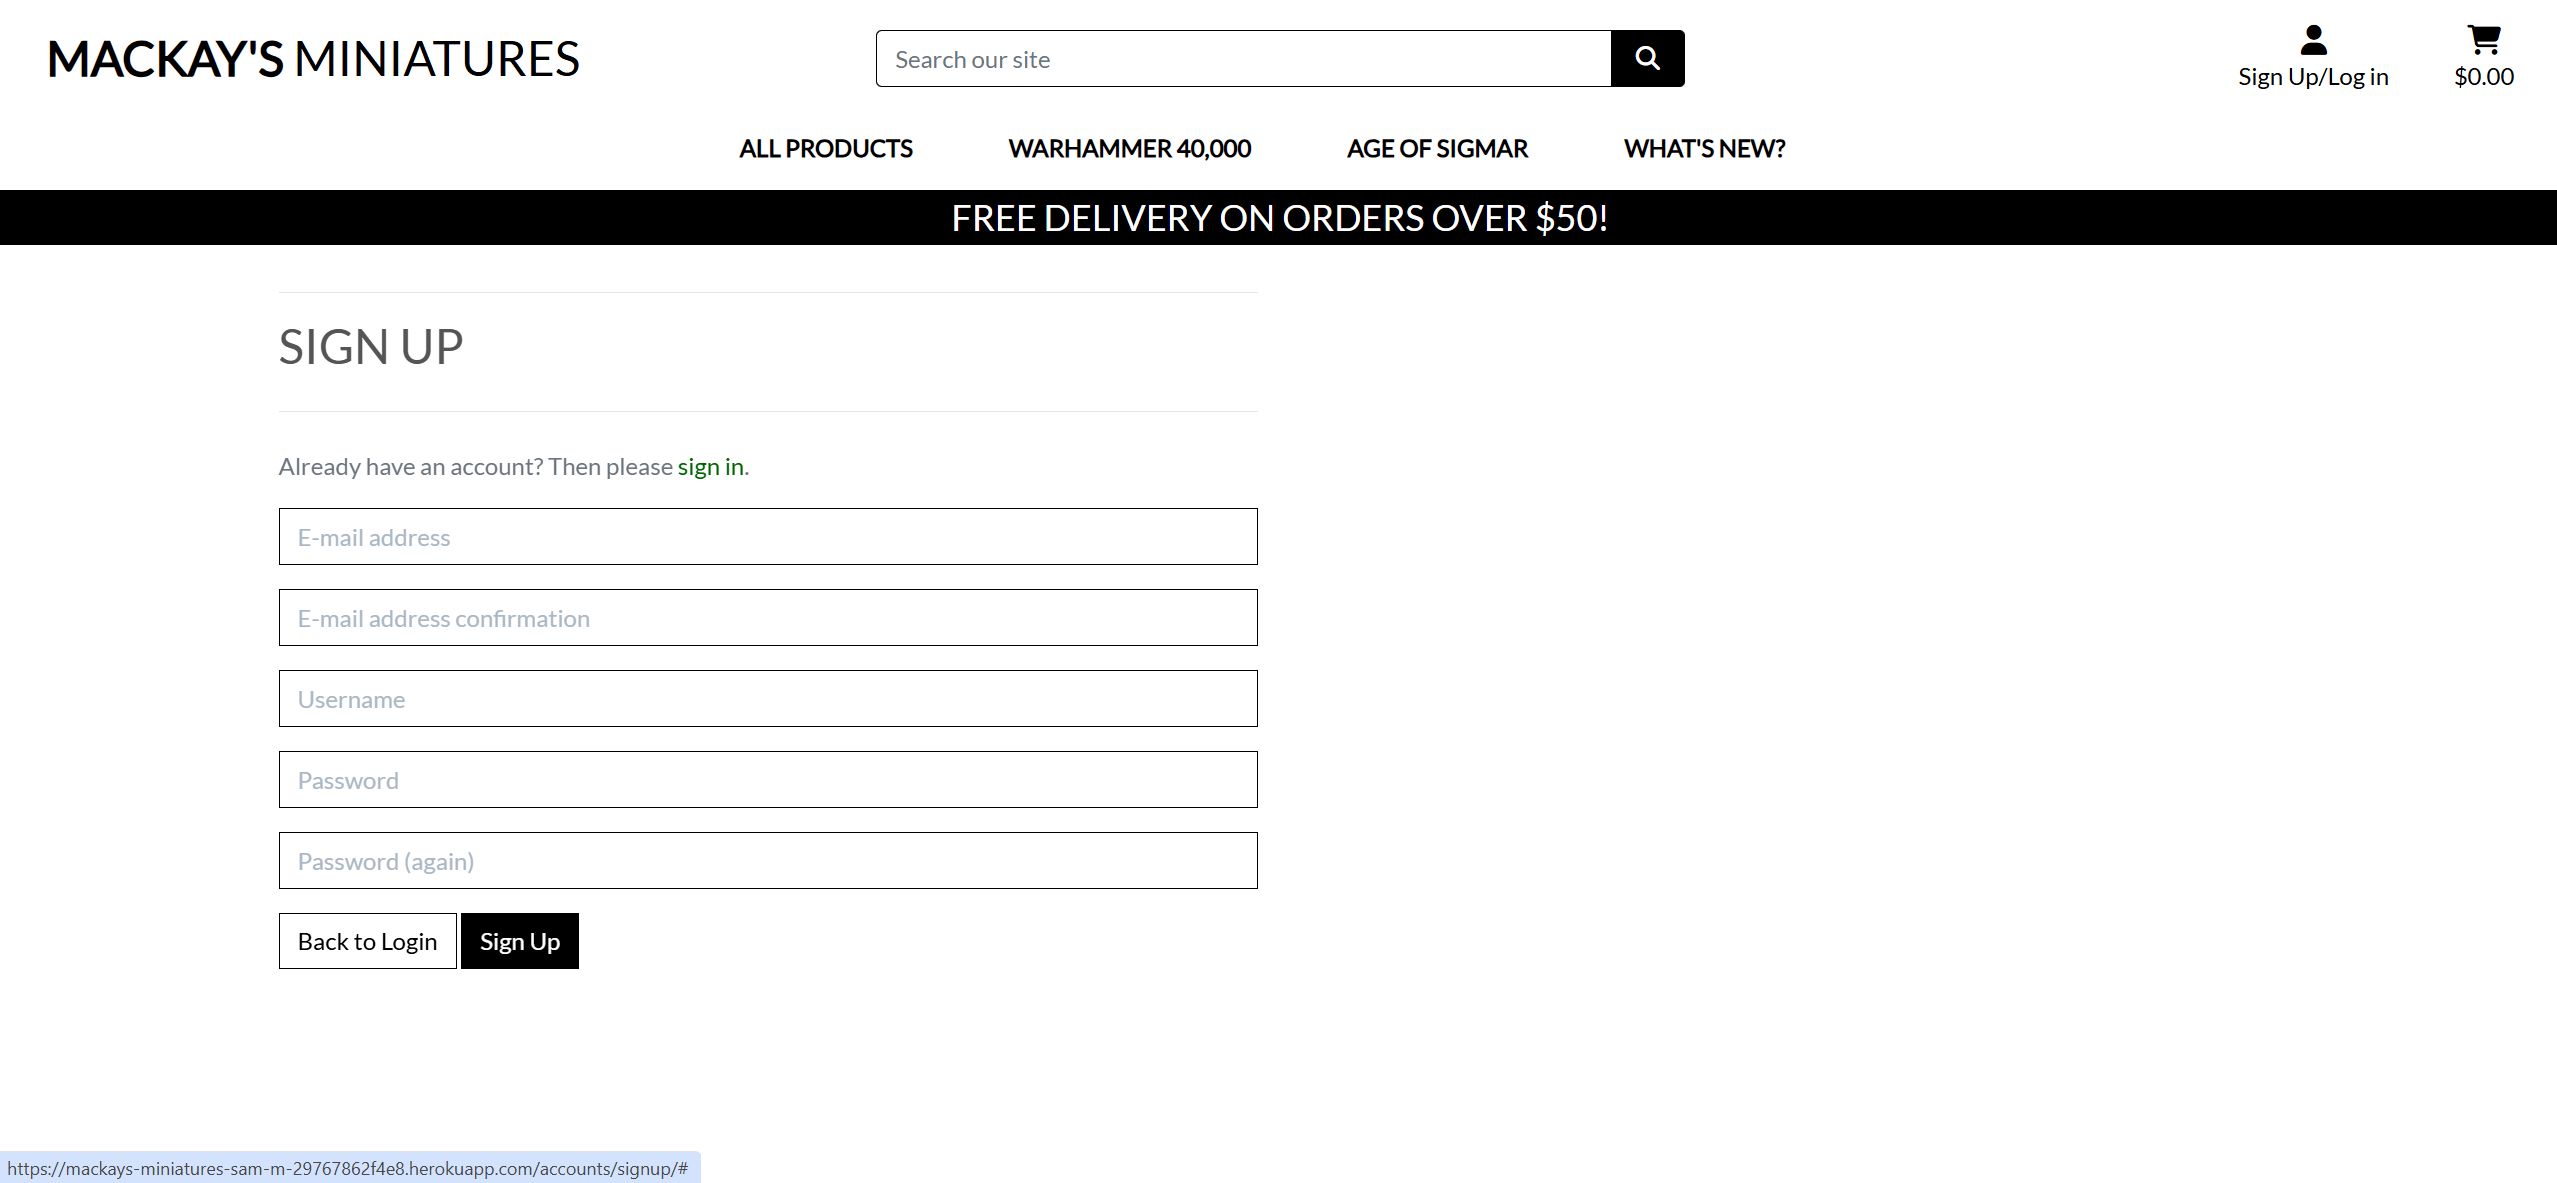 MACKAY'S MINIATURES
Search our site
Sign Up/Log in
$0.00
ALL PRODUCTS
WARHAMMER 40,000
AGE OF SIGMAR
WHAT'S NEW?
FREE DELIVERY ON ORDERS OVER $50!
SIGN UP
Already have an account? Then please sign in.
E-mail address
E-mail address confirmation
Username
Password
Password (again)
Back to Login
Sign Up
https://mackays-miniatures-sam-m-29767862f4e8.herokuapp.com/accounts/signup/#